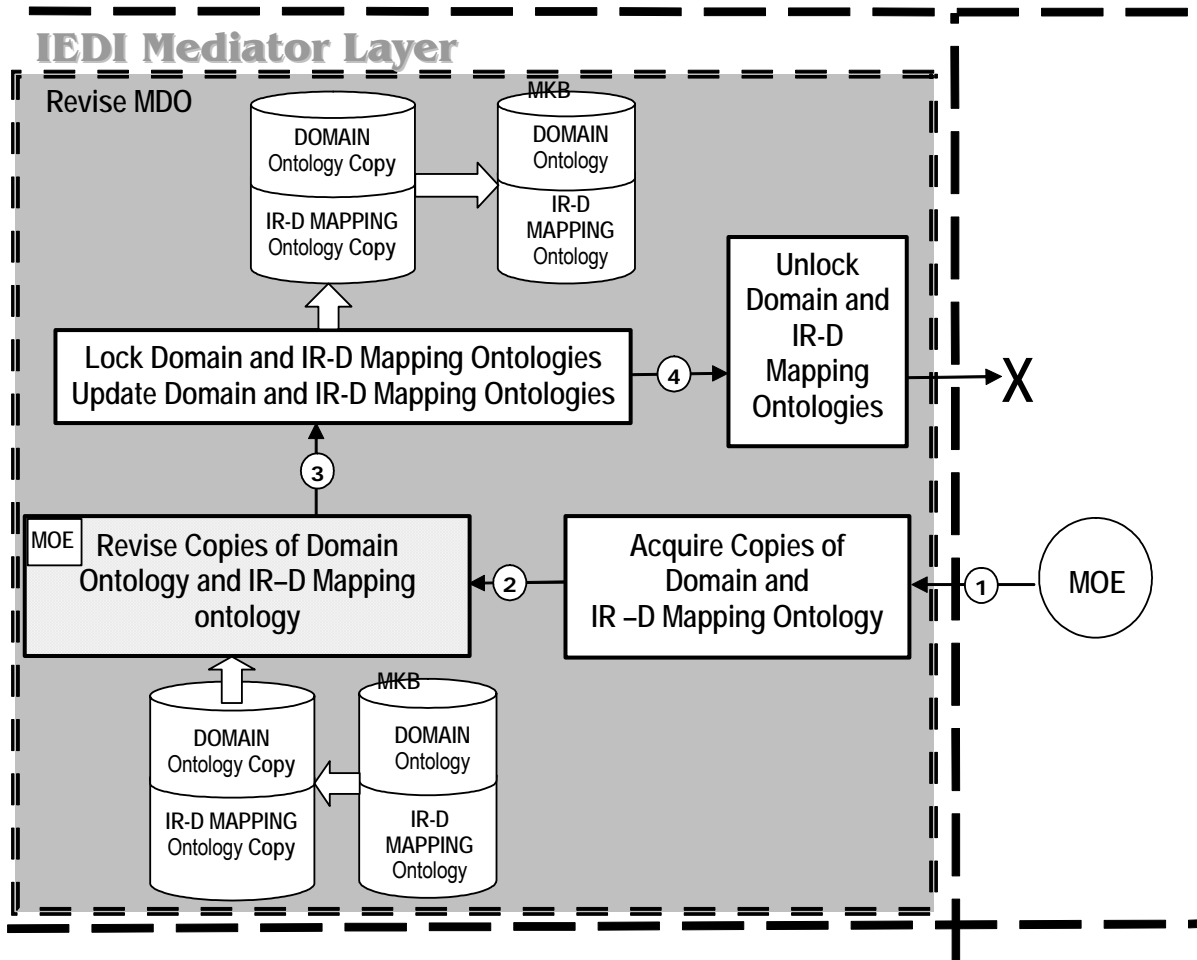 IEDI Mediator Layer
Revise MDO
DOMAIN
Ontology Copy
IR-D MAPPING
Ontology Copy
MKB
DOMAIN
Ontology
IR-D
MAPPING
Ontology
Unlock
Domain and
IR-D
Mapping
Ontologies
Lock Domain and IR-D Mapping Ontologies
Update Domain and IR-D Mapping Ontologies
4
X
3
MOE
Revise Copies of Domain
Ontology and IR–D Mapping
ontology
2
Acquire Copies of
Domain and
IR –D Mapping Ontology
1
MOE
DOMAIN
Ontology Copy
IR-D MAPPING
Ontology Copy
MKB
DOMAIN
Ontology
IR-D
MAPPING
Ontology